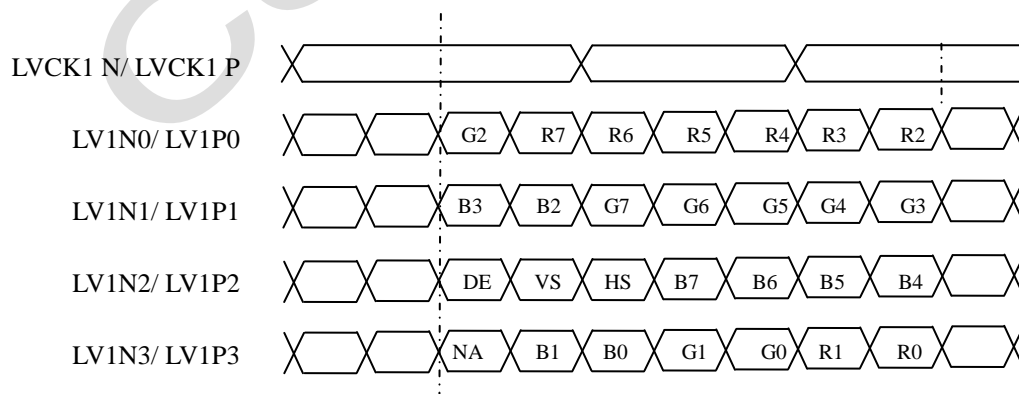 LVCK1 N/ LVCK1 P
LV1N0/ LV1P0 G2 R7 R6 R5 R4 R3 R2
LV1N1/ LV1P1 B3 B2 G7 G6 G5 G4 G3
LV1N2/ LV1P2 DE VS HS B7 B6 B5 B4
LV1N3/ LV1P3 NA B1 B0 G1 G0 R1 R0